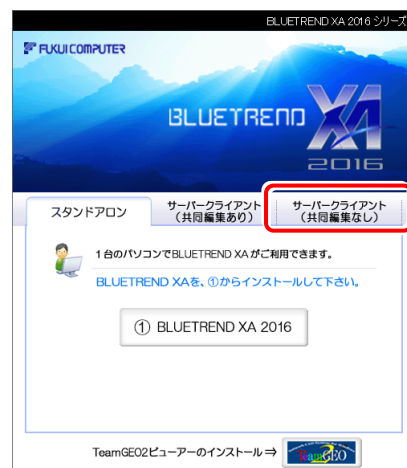 BLUETREND XA 2016 シリーズ
FUKUI COMPUTER
BLUETREND XA
2016
スタンドアロン
サーバークライアント
（共同編集あり）
サーバークライアント
（共同編集なし）
1台のパソコンでBLUETREND XAがご利用できます。
BLUETREND XAを、①からインストールして下さい。
① BLUETREND XA 2016
TeamGEO2ビューアーのインストール⇒
TeamGEO